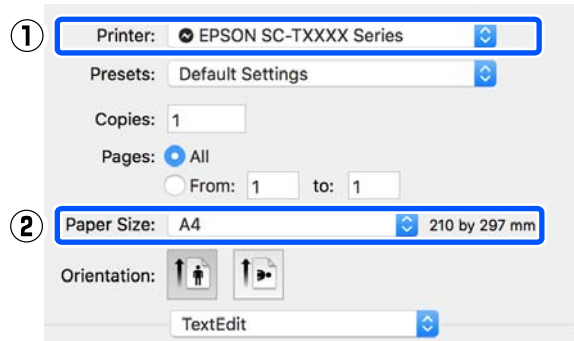 ① Printer: EPSON SC-TXXXX Series
Presets: Default Settings
Copies: 1
Pages: All
From: 1 to: 1
② Paper Size: A4 210 by 297 mm
Orientation:
TextEdit